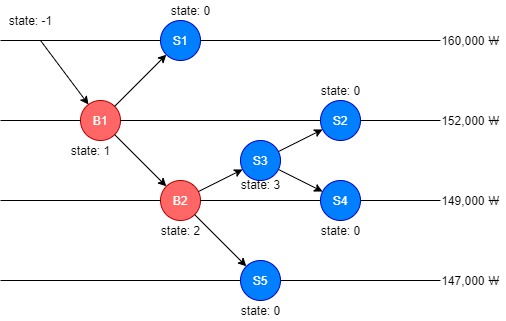 state: 0
state: -1
S1
160,000 ₩
state: 0
B1
S2
152,000 ₩
state: 1
S3
state: 3
B2
S4
149,000 ₩
state: 2
state: 0
S5
147,000 ₩
state: 0